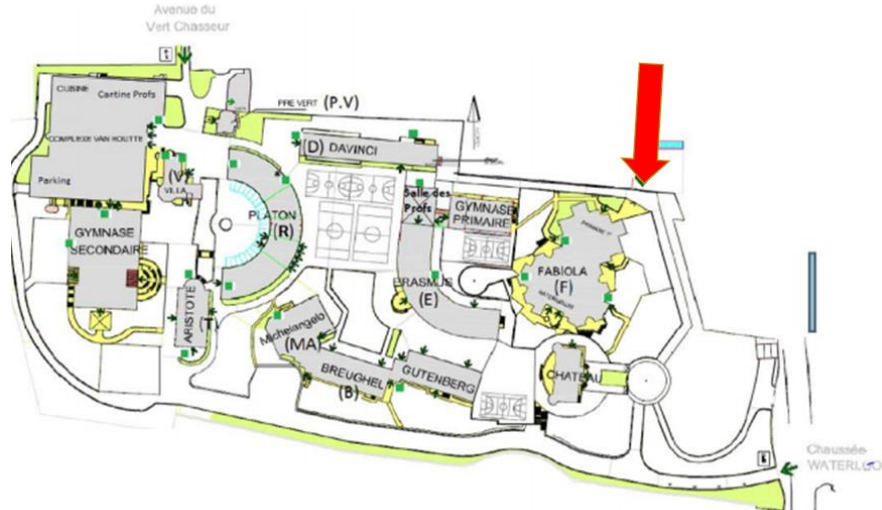 Avenue du
Vert Chasseur
CUISINE
Cantine Profs
PRE VERT (P.V)
COMPLEXE VAN HOUTTE
(D) DAVINCI
Parking
(V)
VILLA
Salle des
Profs
GYMNASE
PRIMAIRE
PLATON
(R)
GYMNASE
SECONDAIRE
FABIOLA
(F)
ERASMUS
(E)
ARISTOTE
(T)
Michelangelo
(MA)
BREUGHEL
(B)
GUTENBERG
CHATEAU
Chaussée
WATERLOO